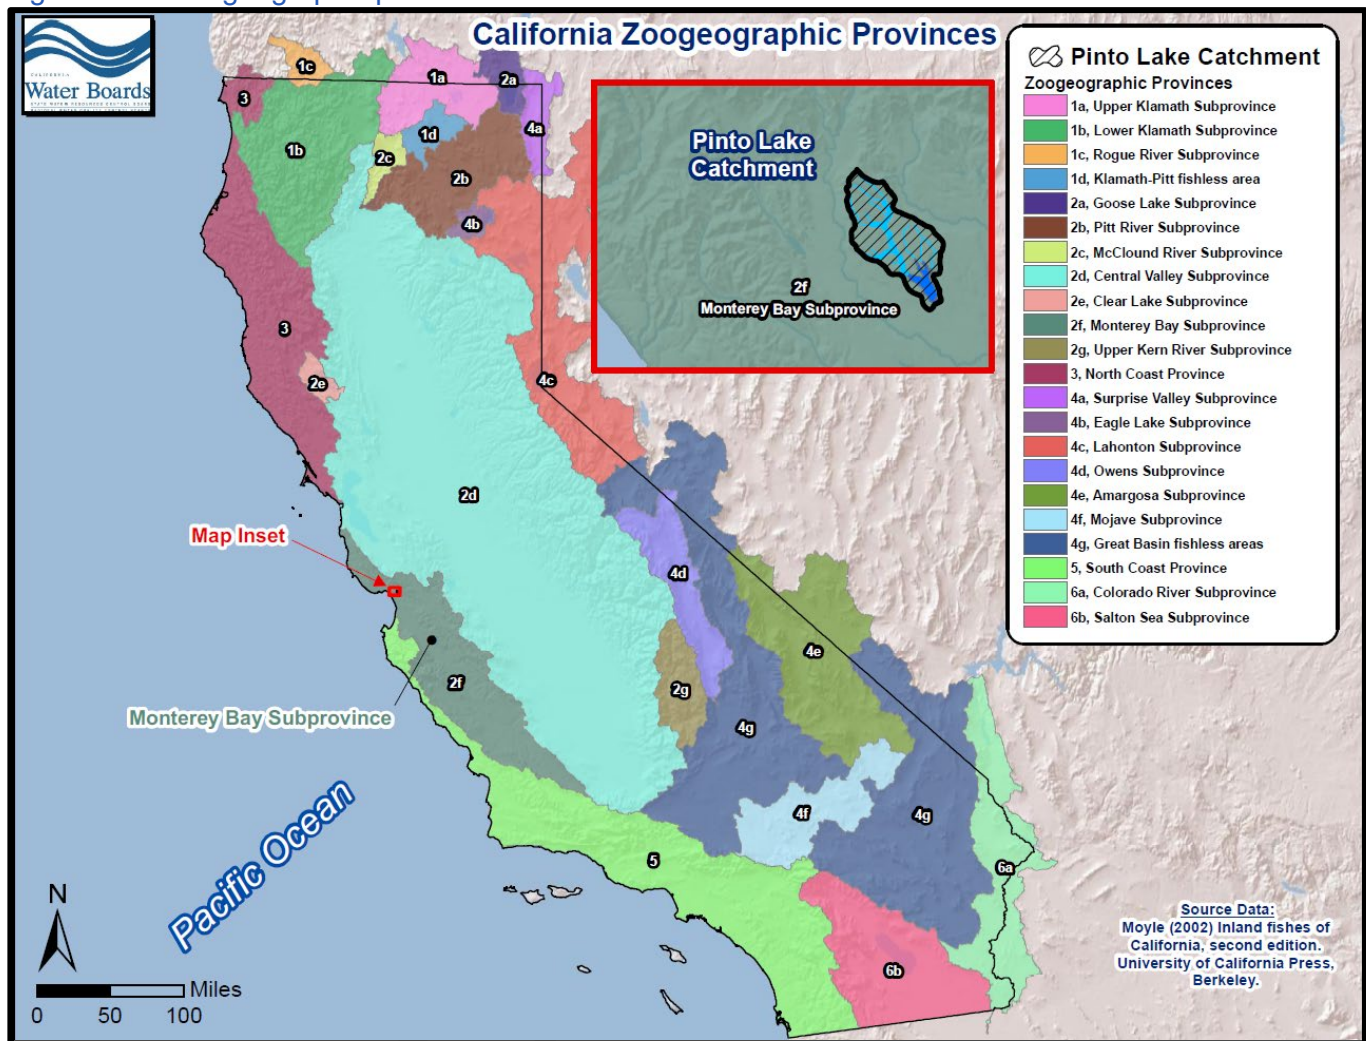 CALIFORNIA
Water Boards
STATE WATER RESOURCES CONTROL BOARD
California Zoogeographic Provinces
Pinto Lake Catchment
Zoogeographic Provinces
1a, Upper Klamath Subprovince
1b, Lower Klamath Subprovince
1c, Rogue River Subprovince
1d, Klamath-Pitt fishless area
2a, Goose Lake Subprovince
2b, Pitt River Subprovince
2c, McClound River Subprovince
2d, Central Valley Subprovince
2e, Clear Lake Subprovince
2f, Monterey Bay Subprovince
2g, Upper Kern River Subprovince
3, North Coast Province
4a, Surprise Valley Subprovince
4b, Eagle Lake Subprovince
4c, Lahonton Subprovince
4d, Owens Subprovince
4e, Amargosa Subprovince
4f, Mojave Subprovince
4g, Great Basin fishless areas
5, South Coast Province
6a, Colorado River Subprovince
6b, Salton Sea Subprovince
Pinto Lake
Catchment
2f
Monterey Bay Subprovince
1c
1a
2a
3
4a
1d
1b
2c
2b
4b
3
2e
4c
2d
Map Inset
4d
4e
2f
2g
Monterey Bay Subprovince
4g
4f
4g
5
6a
6b
Pacific Ocean
N
Miles
0 50 100
Source Data:
Moyle (2002) Inland fishes of
California, second edition.
University of California Press,
Berkeley.